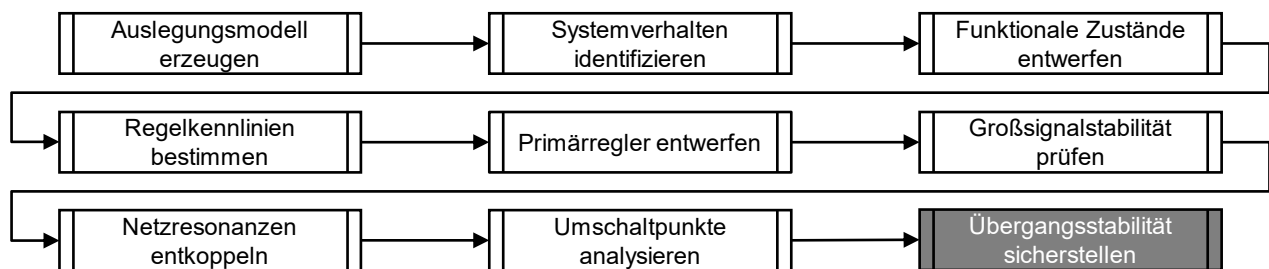 Auslegungsmodell
erzeugen
Systemverhalten
identifizieren
Funktionale Zustände
entwerfen
Regelkennlinien
bestimmen
Primärregler entwerfen
Großsignalstabilität
prüfen
Netzresonanzen
entkoppeln
Umschaltpunkte
analysieren
Übergangsstabilität
sicherstellen